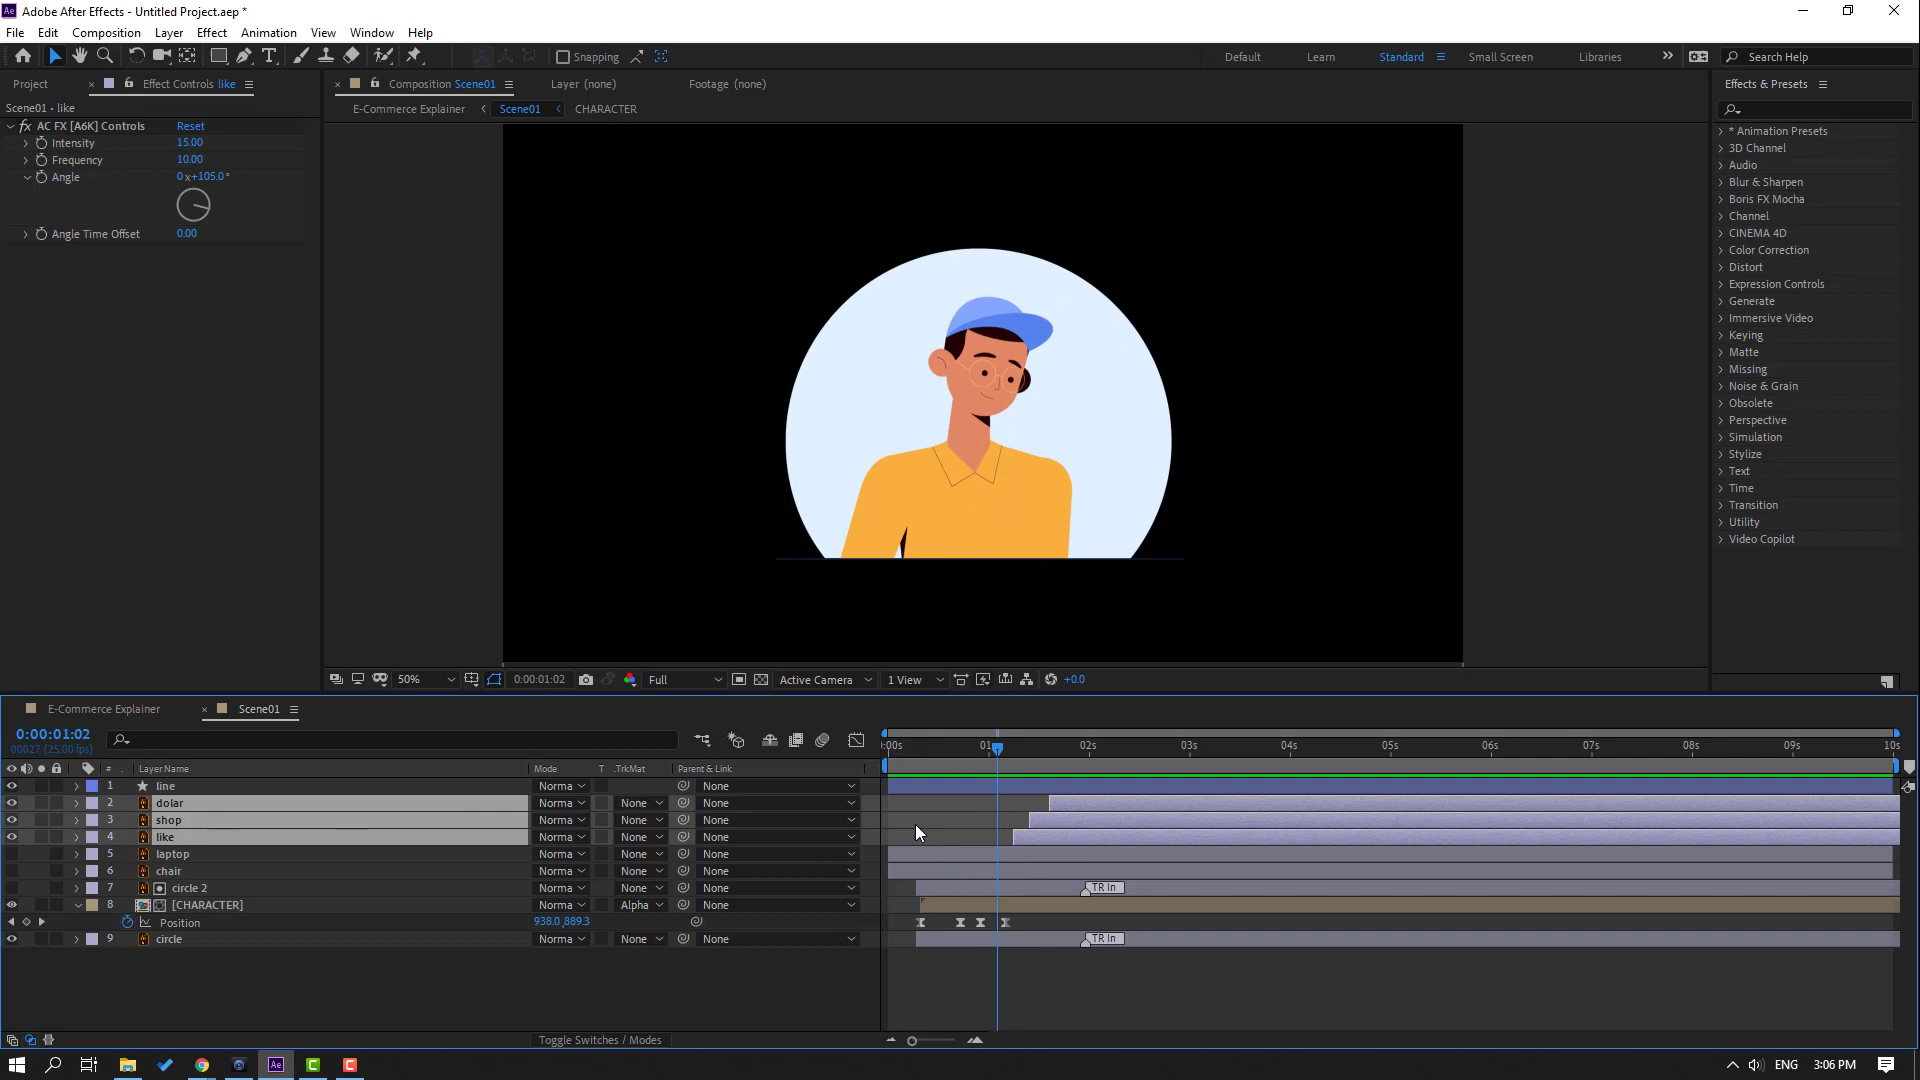 Adobe After Effects - Untitled Project.aep *
File Edit Composition Layer Effect Animation View Window Help
Snapping
Default Learn Standard Small Screen Libraries
Search Help
Project Effect Controls like
Composition Scene01
Layer (none)
Footage (none)
Effects & Presets
Scene01 • like
E-Commerce Explainer Scene01 CHARACTER
fx AC FX [A6K] Controls Reset
Intensity 15.00
Frequency 10.00
Angle 0 x+105.0°
Angle Time Offset 0.00
* Animation Presets
3D Channel
Audio
Blur & Sharpen
Boris FX Mocha
Channel
CINEMA 4D
Color Correction
Distort
Expression Controls
Generate
Immersive Video
Keying
Matte
Missing
Noise & Grain
Obsolete
Perspective
Simulation
Stylize
Text
Time
Transition
Utility
Video Copilot
50% 0:00:01:02 Full Active Camera 1 View +0.0
E-Commerce Explainer Scene01
0:00:01:02
00027 (25.00 fps)
:00s 01 02s 03s 04s 05s 06s 07s 08s 09s 10s
# Layer Name Mode T .TrkMat Parent & Link
1 line Norma None
2 dolar Norma None None
3 shop Norma None None
4 like Norma None None
5 laptop Norma None None
6 chair Norma None None
7 circle 2 Norma None None TR In
8 [CHARACTER] Norma Alpha None
Position 938.0,889.3
9 circle Norma None None TR In
Toggle Switches / Modes
Ae C C ENG 3:06 PM